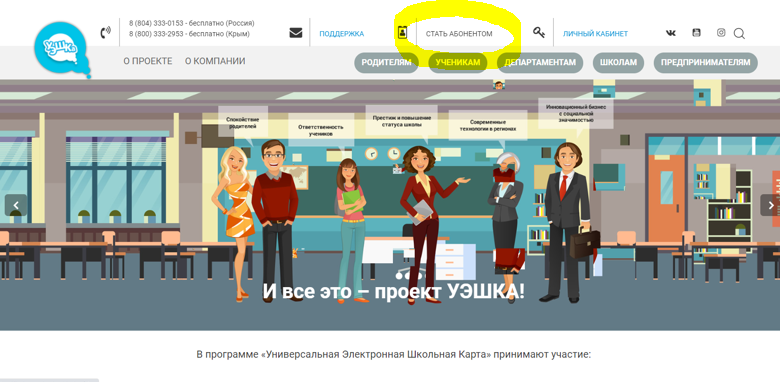 8 (804) 333-0153 - бесплатно (Россия)
8 (800) 333-2953 - бесплатно (Крым)
ПОДДЕРЖКА
СТАТЬ АБОНЕНТОМ
ЛИЧНЫЙ КАБИНЕТ
УЭШКА
О ПРОЕКТЕ
О КОМПАНИИ
РОДИТЕЛЯМ
УЧЕНИКАМ
ДЕПАРТАМЕНТАМ
ШКОЛАМ
ПРЕДПРИНИМАТЕЛЯМ
Спокойствие
родителей
Ответственность
учеников
Престиж и повышение
статуса школы
Современные
технологии в регионах
Инновационный бизнес
с социальной
значимостью
И все это – проект УЭШКА!
В программе «Универсальная Электронная Школьная Карта» принимают участие: